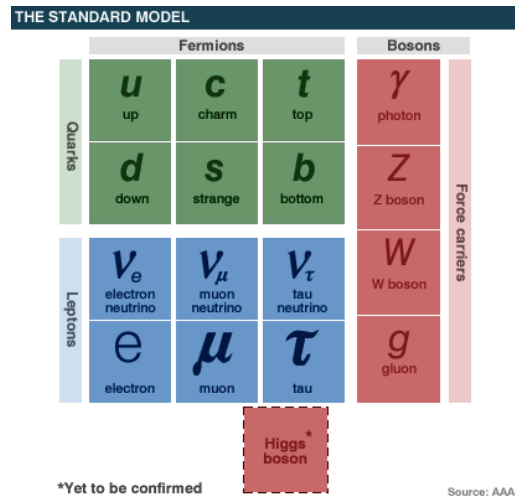 THE STANDARD MODEL
Fermions
Bosons
Quarks
u
up
c
charm
t
top
γ
photon
d
down
s
strange
b
bottom
Z
Z boson
Force carriers
Leptons
νe
electron
neutrino
νμ
muon
neutrino
ντ
tau
neutrino
W
W boson
e
electron
μ
muon
τ
tau
g
gluon
Higgs*
boson
*Yet to be confirmed
Source: AAA